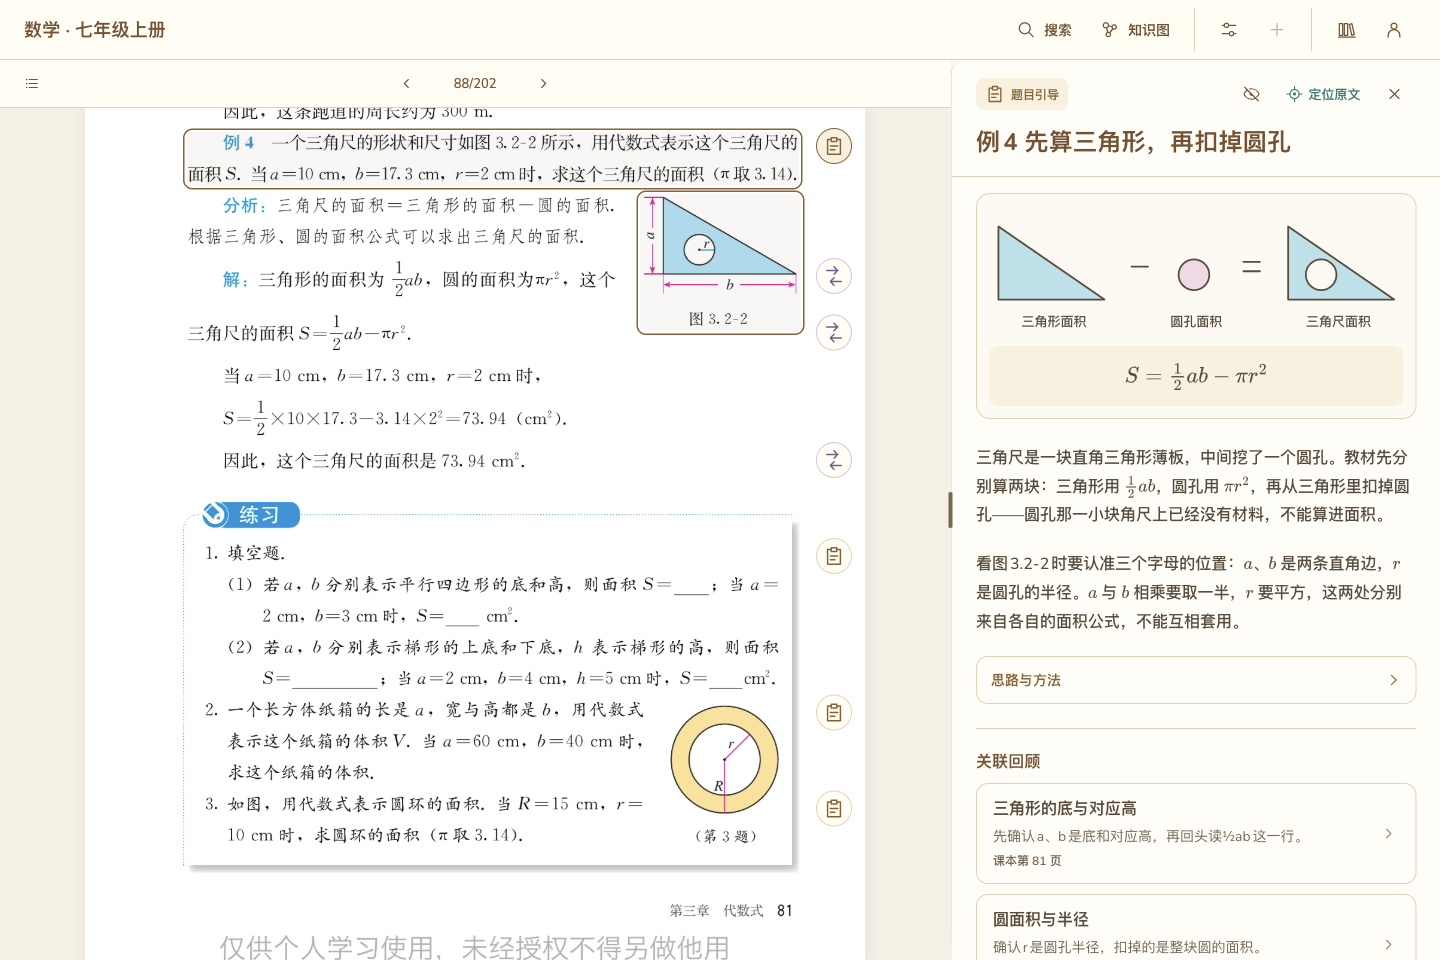 数学 · 七年级上册
搜索
知识图
88/202
因此，这条跑道的周长约为 300 m.
例 4 一个三角尺的形状和尺寸如图 3.2-2 所示，用代数式表示这个三角尺的
面积 S. 当 a=10 cm，b=17.3 cm，r=2 cm 时，求这个三角尺的面积（π 取 3.14）.
分析：三角尺的面积＝三角形的面积－圆的面积.
根据三角形、圆的面积公式可以求出三角尺的面积.
a
r
b
图 3.2-2
解：三角形的面积为 1/2 ab，圆的面积为πr²，这个
三角尺的面积 S=1/2 ab－πr².
当 a=10 cm，b=17.3 cm，r=2 cm 时，
S=1/2×10×17.3－3.14×2²=73.94（cm²）.
因此，这个三角尺的面积是 73.94 cm².
练习
1. 填空题.
（1）若 a，b 分别表示平行四边形的底和高，则面积 S=___；当 a=
2 cm，b=3 cm 时，S=___ cm².
（2）若 a，b 分别表示梯形的上底和下底，h 表示梯形的高，则面积
S=________；当 a=2 cm，b=4 cm，h=5 cm 时，S=___cm².
2. 一个长方体纸箱的长是 a，宽与高都是 b，用代数式
表示这个纸箱的体积 V. 当 a=60 cm，b=40 cm 时，
求这个纸箱的体积.
3. 如图，用代数式表示圆环的面积. 当 R=15 cm，r=
10 cm 时，求圆环的面积（π 取 3.14）.
r
R
（第 3 题）
第三章 代数式 81
仅供个人学习使用，未经授权不得另做他用
题目引导
定位原文
例 4 先算三角形，再扣掉圆孔
－
＝
三角形面积
圆孔面积
三角尺面积
S = 1/2 ab − πr²
三角尺是一块直角三角形薄板，中间挖了一个圆孔。教材先分
别算两块：三角形用 1/2 ab，圆孔用 πr²，再从三角形里扣掉圆
孔——圆孔那一小块角尺上已经没有材料，不能算进面积。
看图 3.2-2 时要认准三个字母的位置：a、b 是两条直角边，r
是圆孔的半径。a 与 b 相乘要取一半，r 要平方，这两处分别
来自各自的面积公式，不能互相套用。
思路与方法
关联回顾
三角形的底与对应高
先确认 a、b 是底和对应高，再回头读½ab 这一行。
课本第 81 页
圆面积与半径
确认 r 是圆孔半径，扣掉的是整块圆的面积。